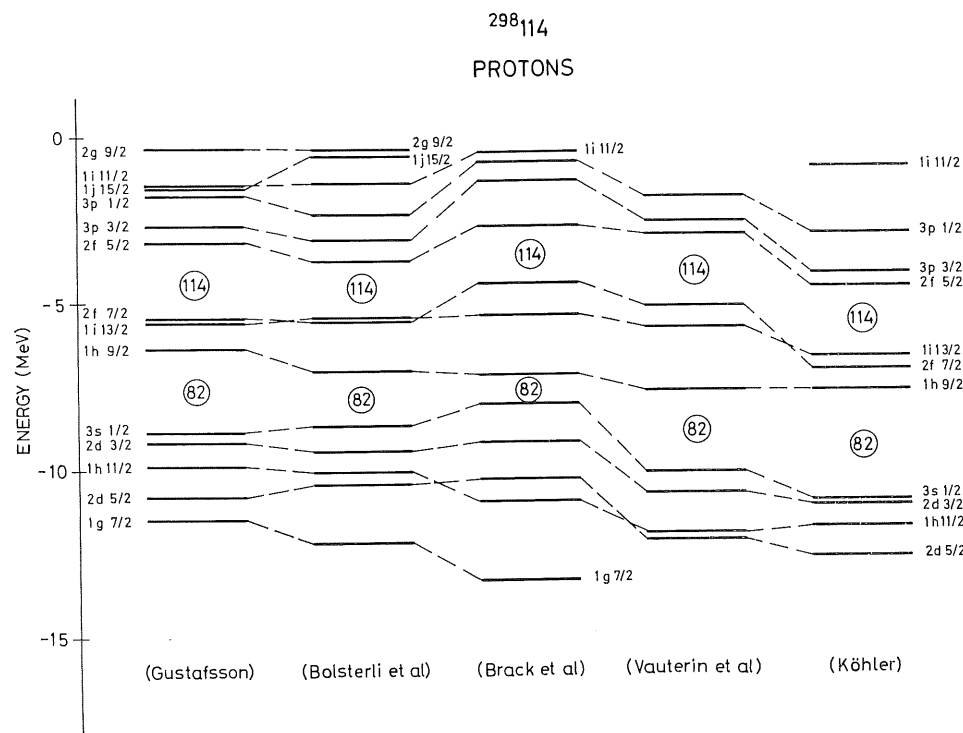 ²⁹⁸114
PROTONS
ENERGY (MeV)
0
-5
-10
-15
2g 9/2
1i 11/2
1j 15/2
3p 1/2
3p 3/2
2f 5/2
114
2f 7/2
1i 13/2
1h 9/2
82
3s 1/2
2d 3/2
1h 11/2
2d 5/2
1g 7/2
2g 9/2
1j 15/2
114
82
1i 11/2
114
82
1g 7/2
114
82
1i 11/2
3p 1/2
3p 3/2
2f 5/2
114
1i 13/2
2f 7/2
1h 9/2
82
3s 1/2
2d 3/2
1h 11/2
2d 5/2
(Gustafsson)
(Bolsterli et al)
(Brack et al)
(Vauterin et al)
(Köhler)